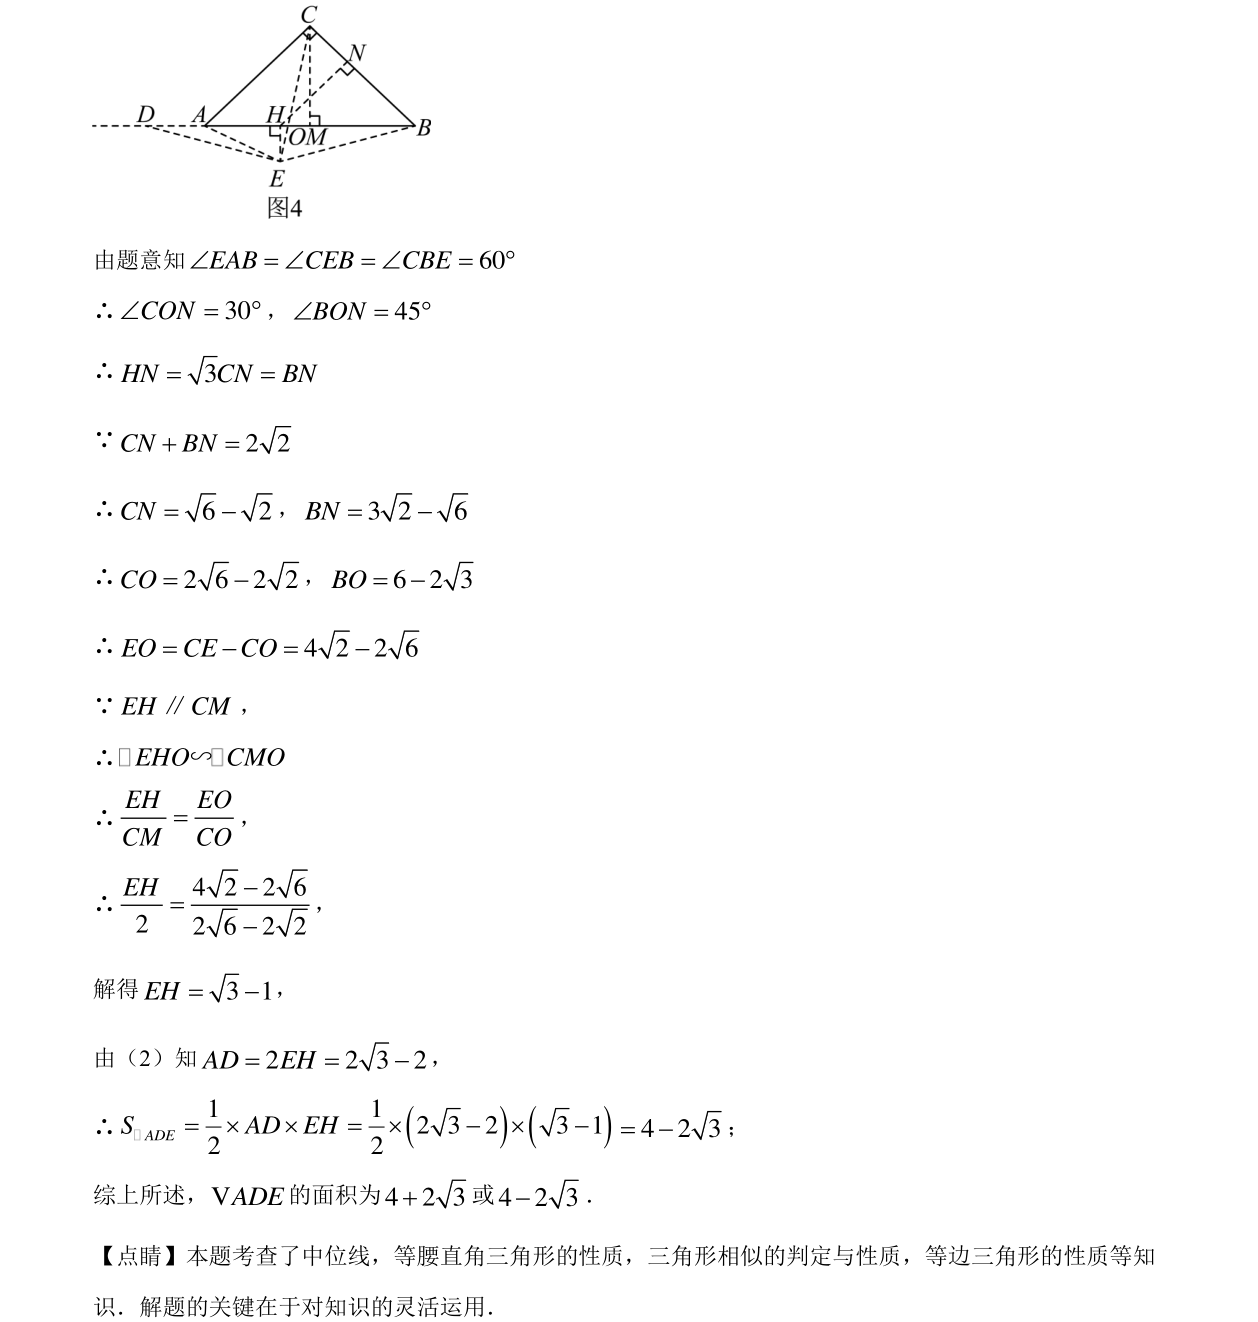 C
N
D A H B
OM
E
图4
由题意知∠EAB = ∠CEB = ∠CBE = 60°
∴∠CON = 30°，∠BON = 45°
∴HN = √3CN = BN
∵CN + BN = 2√2
∴CN = √6 − √2，BN = 3√2 − √6
∴CO = 2√6 − 2√2，BO = 6 − 2√3
∴EO = CE − CO = 4√2 − 2√6
∵EH ∥ CM，
∴□EHO∽□CMO
∴EH/CM = EO/CO，
∴EH/2 = (4√2 − 2√6)/(2√6 − 2√2)，
解得EH = √3 − 1，
由（2）知AD = 2EH = 2√3 − 2，
∴S□ADE = 1/2 × AD × EH = 1/2 × (2√3 − 2) × (√3 − 1) = 4 − 2√3；
综上所述，VADE的面积为4 + 2√3或4 − 2√3．
【点睛】本题考查了中位线，等腰直角三角形的性质，三角形相似的判定与性质，等边三角形的性质等知
识．解题的关键在于对知识的灵活运用．